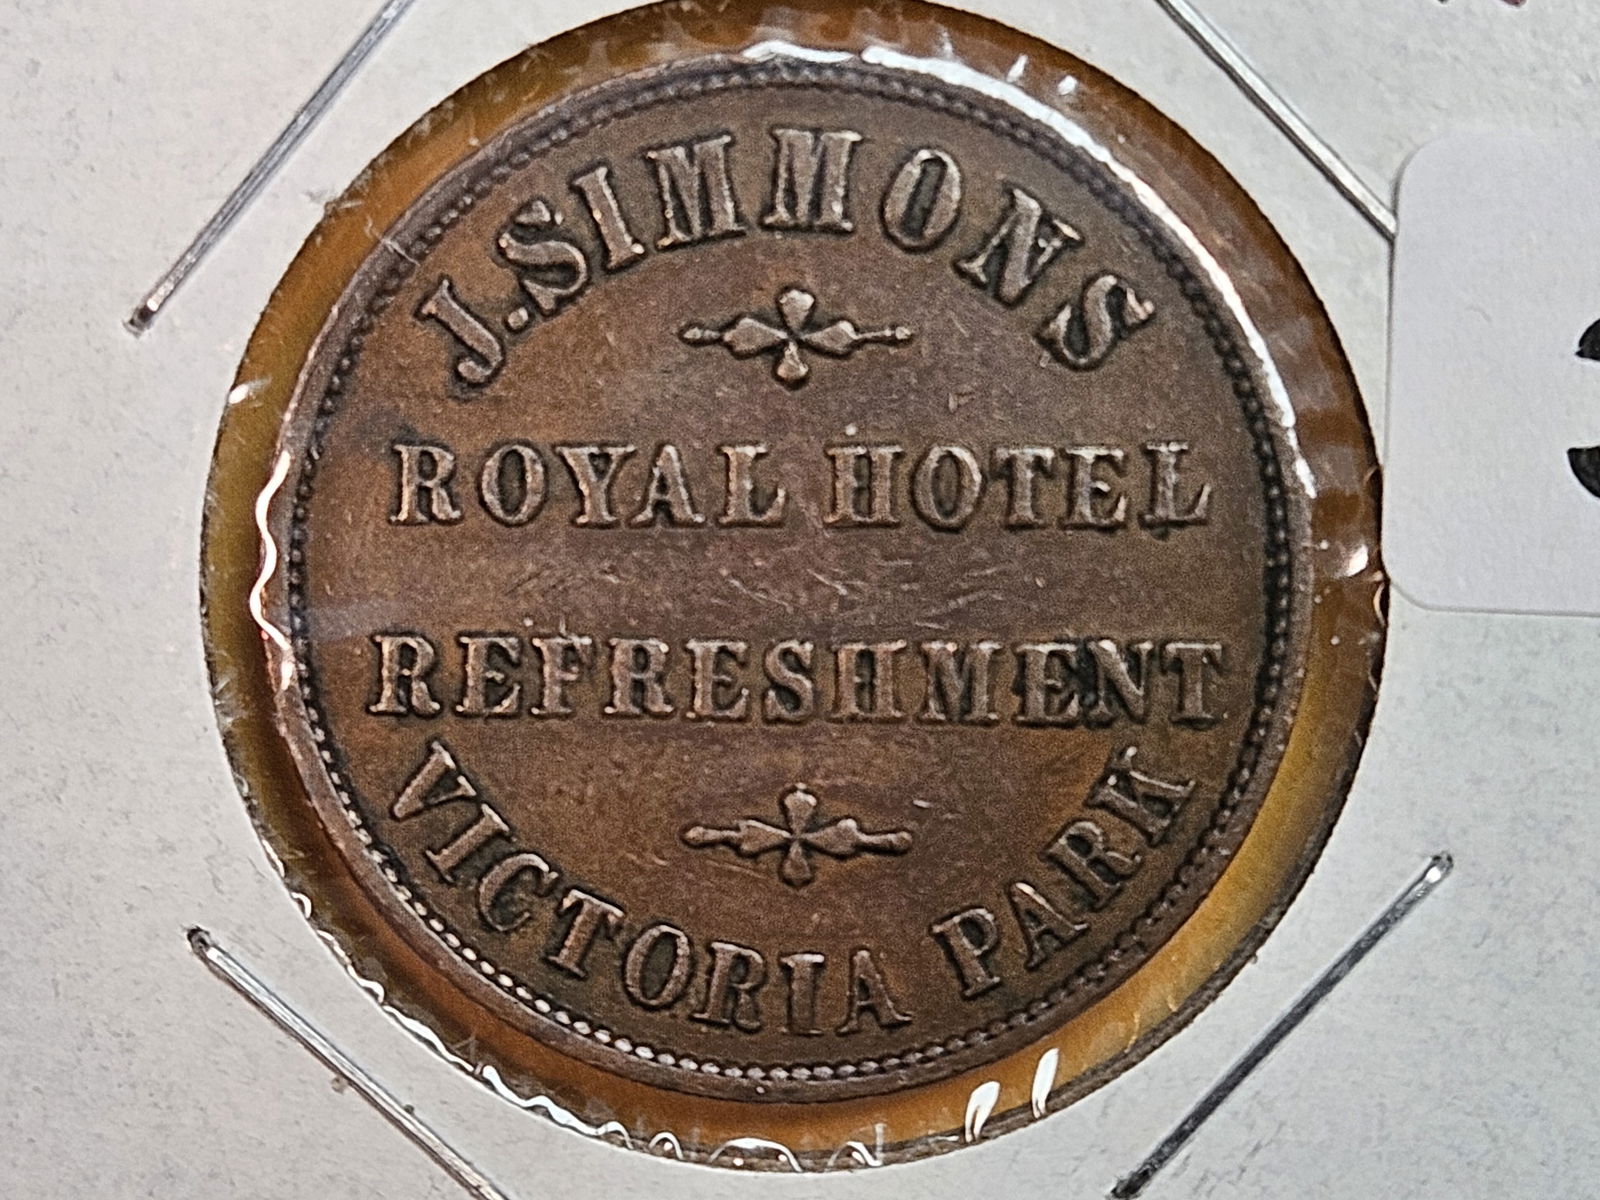 J. SIMMONS
ROYAL HOTEL
REFRESHMENT
VICTORIA PARK